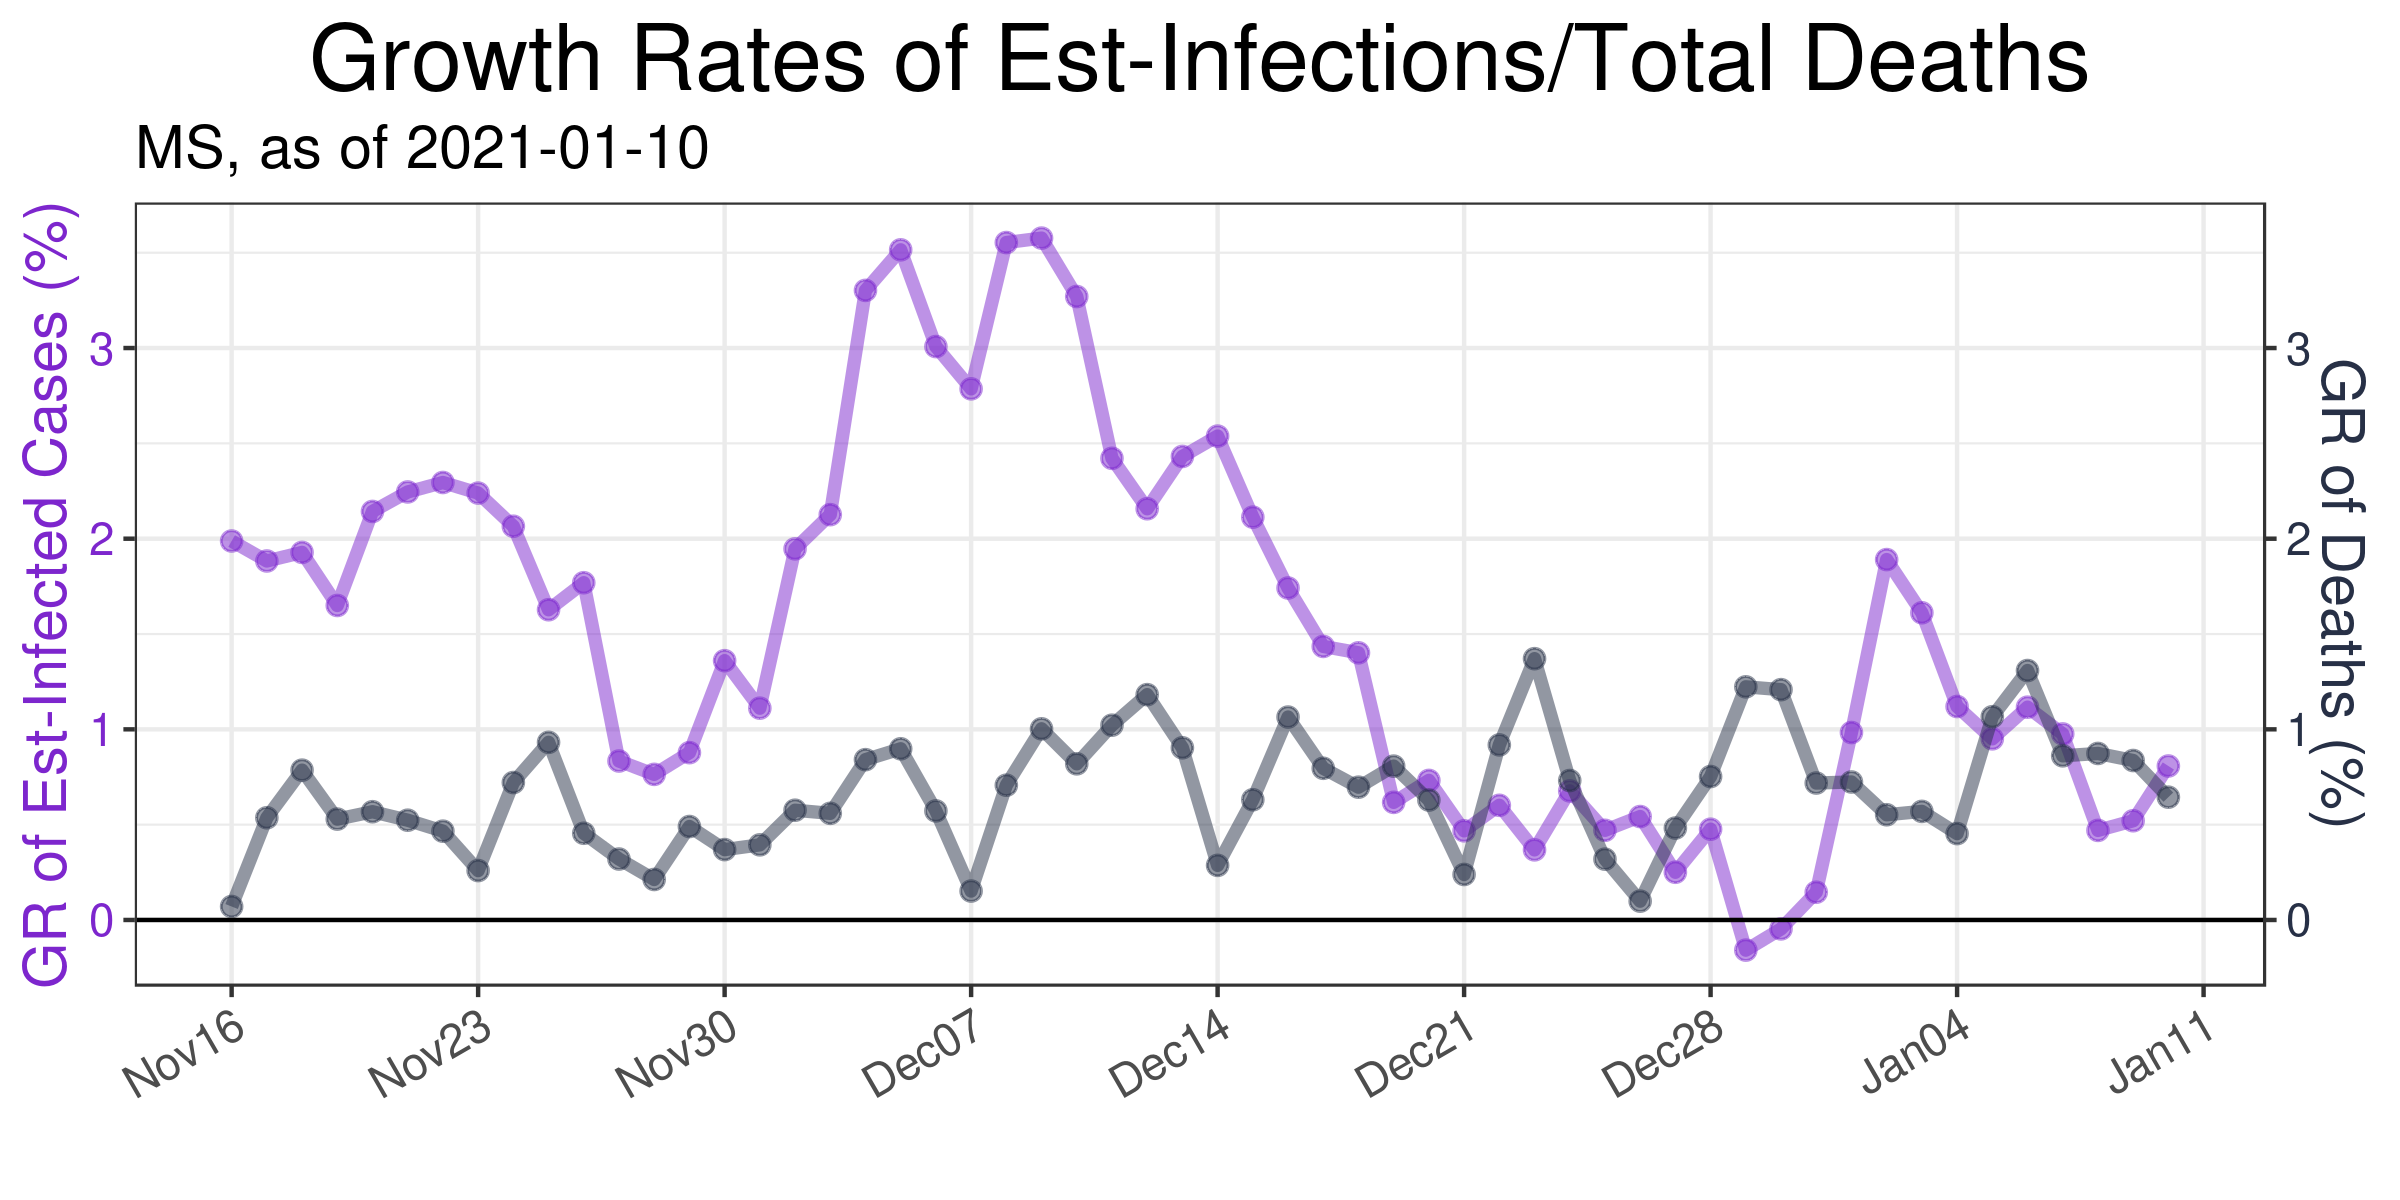 Growth Rates of Est-Infections/Total Deaths
MS, as of 2021-01-10
GR of Est-Infected Cases (%)
3
2
1
0
3
2
1
0
GR of Deaths (%)
Nov16
Nov23
Nov30
Dec07
Dec14
Dec21
Dec28
Jan04
Jan11